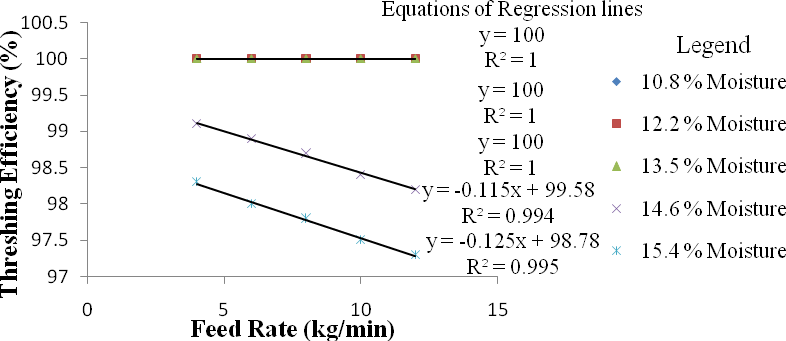 Equations of Regression lines
y = 100
R² = 1
y = 100
R² = 1
y = 100
R² = 1
y = -0.115x + 99.58
R² = 0.994
y = -0.125x + 98.78
R² = 0.995
Legend
10.8 % Moisture
12.2 % Moisture
13.5 % Moisture
14.6 % Moisture
15.4 % Moisture
Threshing Efficiency (%)
100.5
100
99.5
99
98.5
98
97.5
97
0
5
10
15
Feed Rate (kg/min)